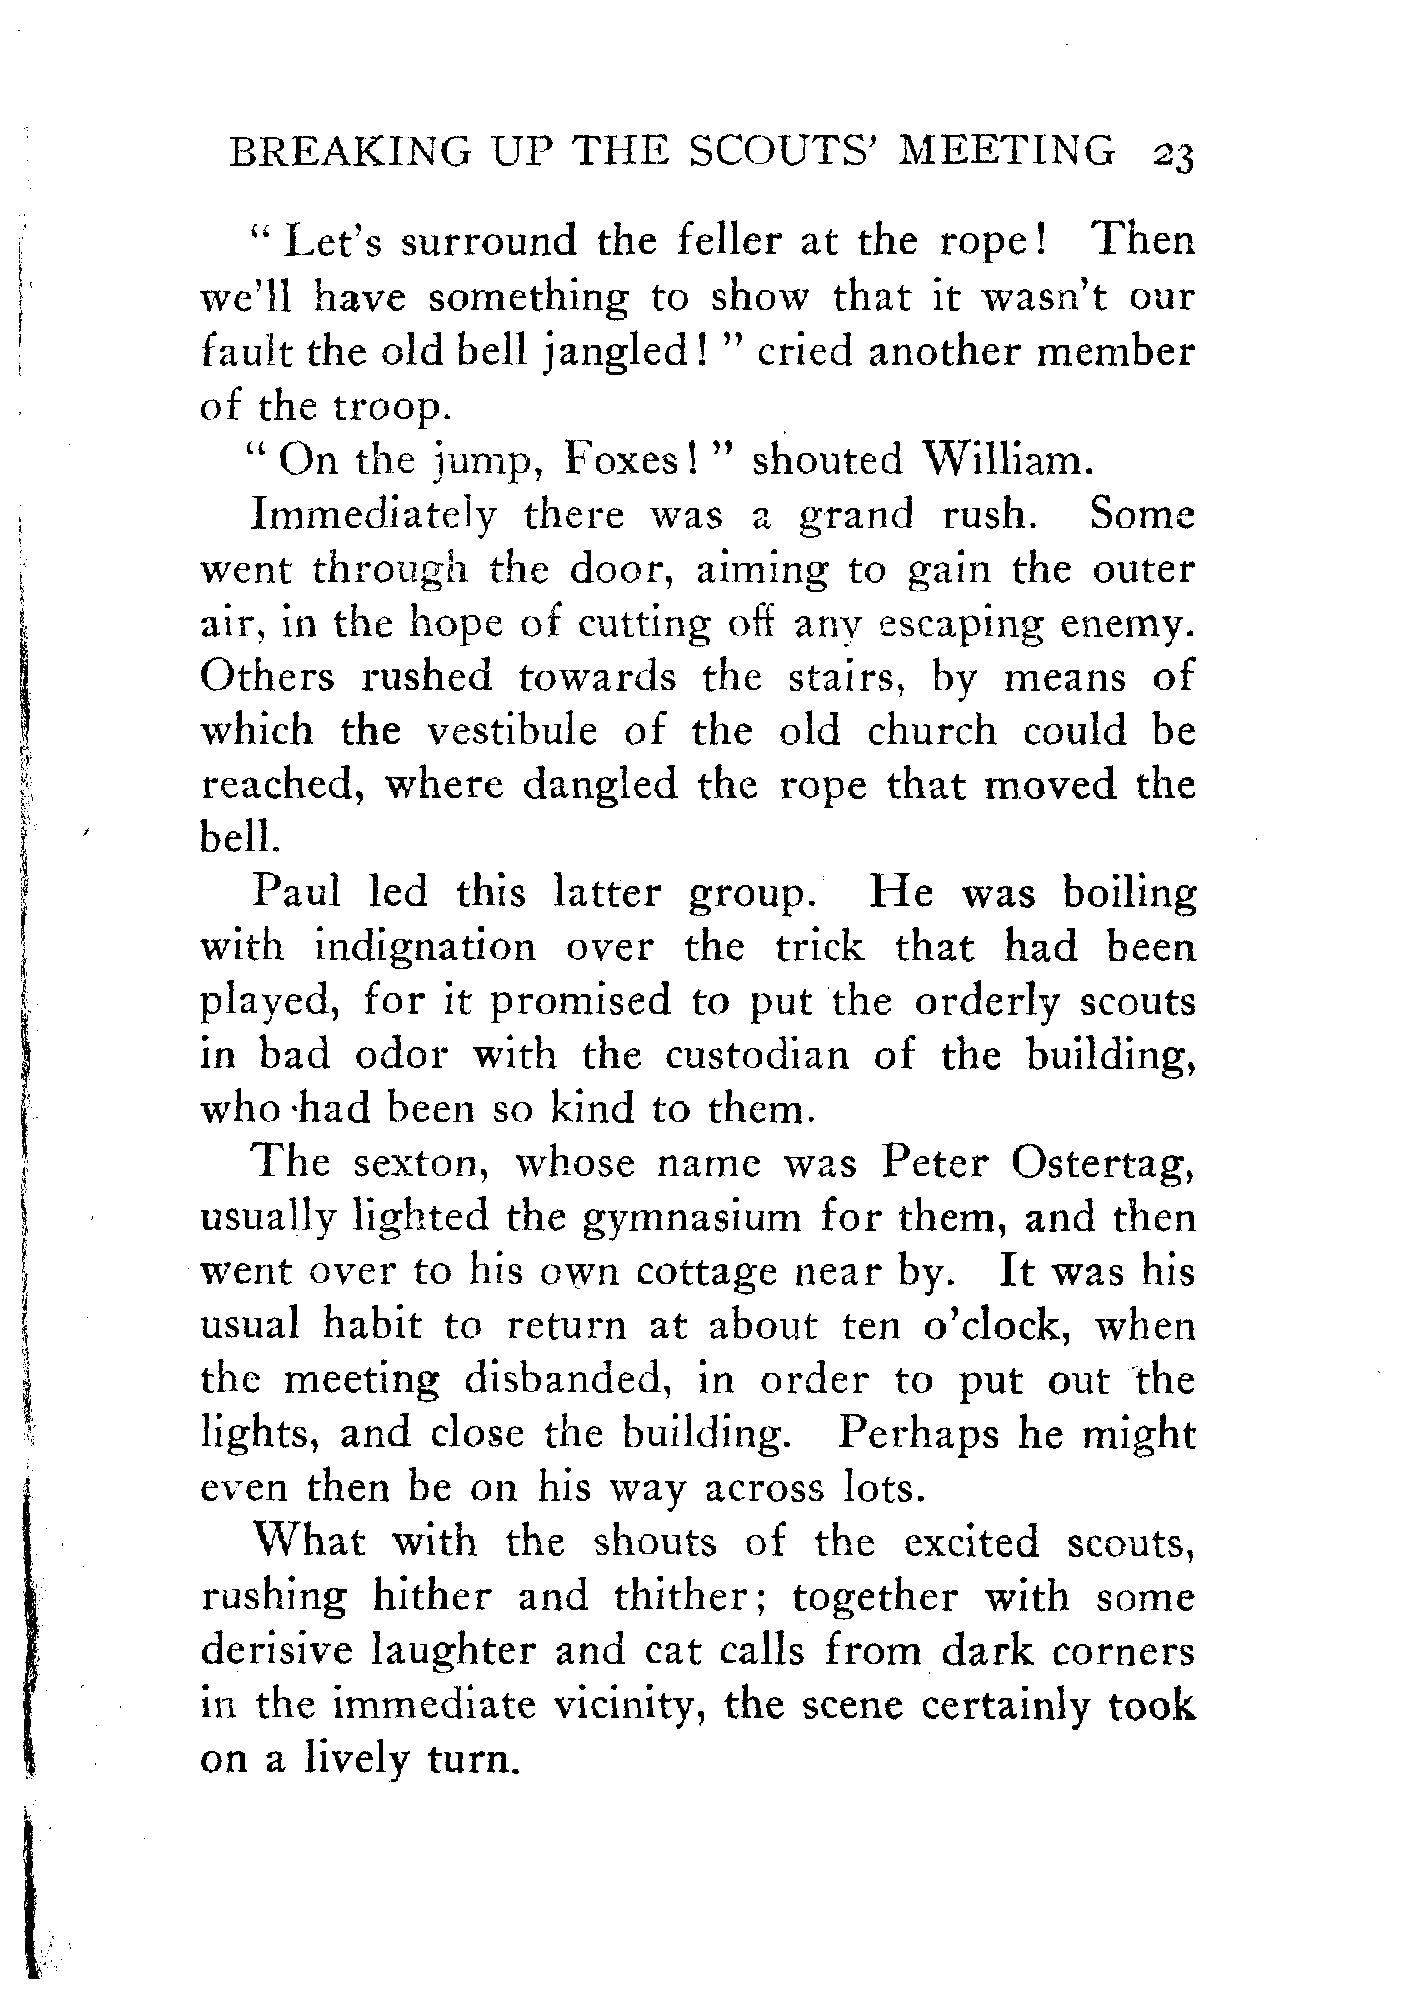 BREAKING UP THE SCOUTS' MEETING 23
" Let's surround the feller at the rope! Then
we'll have something to show that it wasn't our
fault the old bell jangled! " cried another member
of the troop.
" On the jump, Foxes! " shouted William.
Immediately there was a grand rush. Some
went through the door, aiming to gain the outer
air, in the hope of cutting off any escaping enemy.
Others rushed towards the stairs, by means of
which the vestibule of the old church could be
reached, where dangled the rope that moved the
bell.
Paul led this latter group. He was boiling
with indignation over the trick that had been
played, for it promised to put the orderly scouts
in bad odor with the custodian of the building,
who had been so kind to them.
The sexton, whose name was Peter Ostertag,
usually lighted the gymnasium for them, and then
went over to his own cottage near by. It was his
usual habit to return at about ten o'clock, when
the meeting disbanded, in order to put out the
lights, and close the building. Perhaps he might
even then be on his way across lots.
What with the shouts of the excited scouts,
rushing hither and thither; together with some
derisive laughter and cat calls from dark corners
in the immediate vicinity, the scene certainly took
on a lively turn.